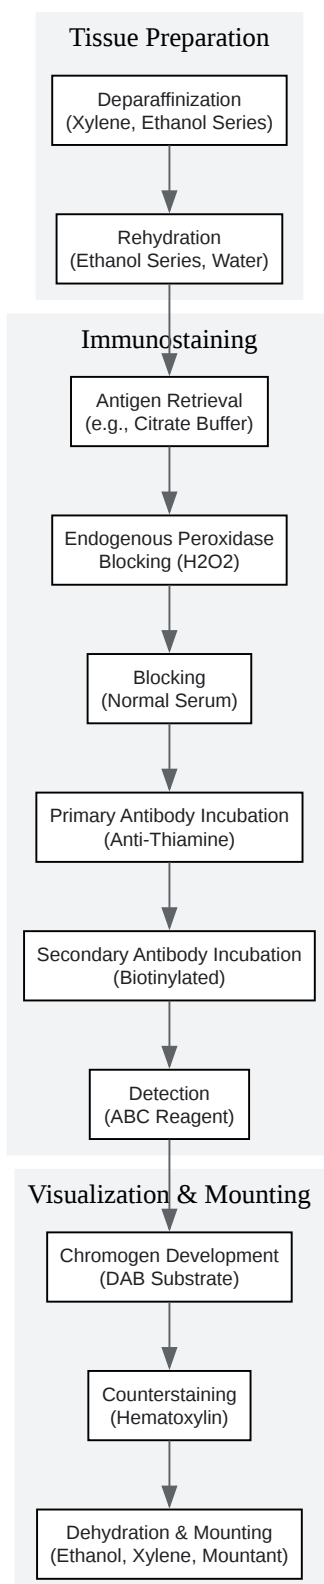 Tissue Preparation
Deparaffinization
(Xylene, Ethanol Series)
Rehydration
(Ethanol Series, Water)
Immunostaining
Antigen Retrieval
(e.g., Citrate Buffer)
Endogenous Peroxidase
Blocking (H2O2)
Blocking
(Normal Serum)
Primary Antibody Incubation
(Anti-Thiamine)
Secondary Antibody Incubation
(Biotinylated)
Detection
(ABC Reagent)
Visualization & Mounting
Chromogen Development
(DAB Substrate)
Counterstaining
(Hematoxylin)
Dehydration & Mounting
(Ethanol, Xylene, Mountant)